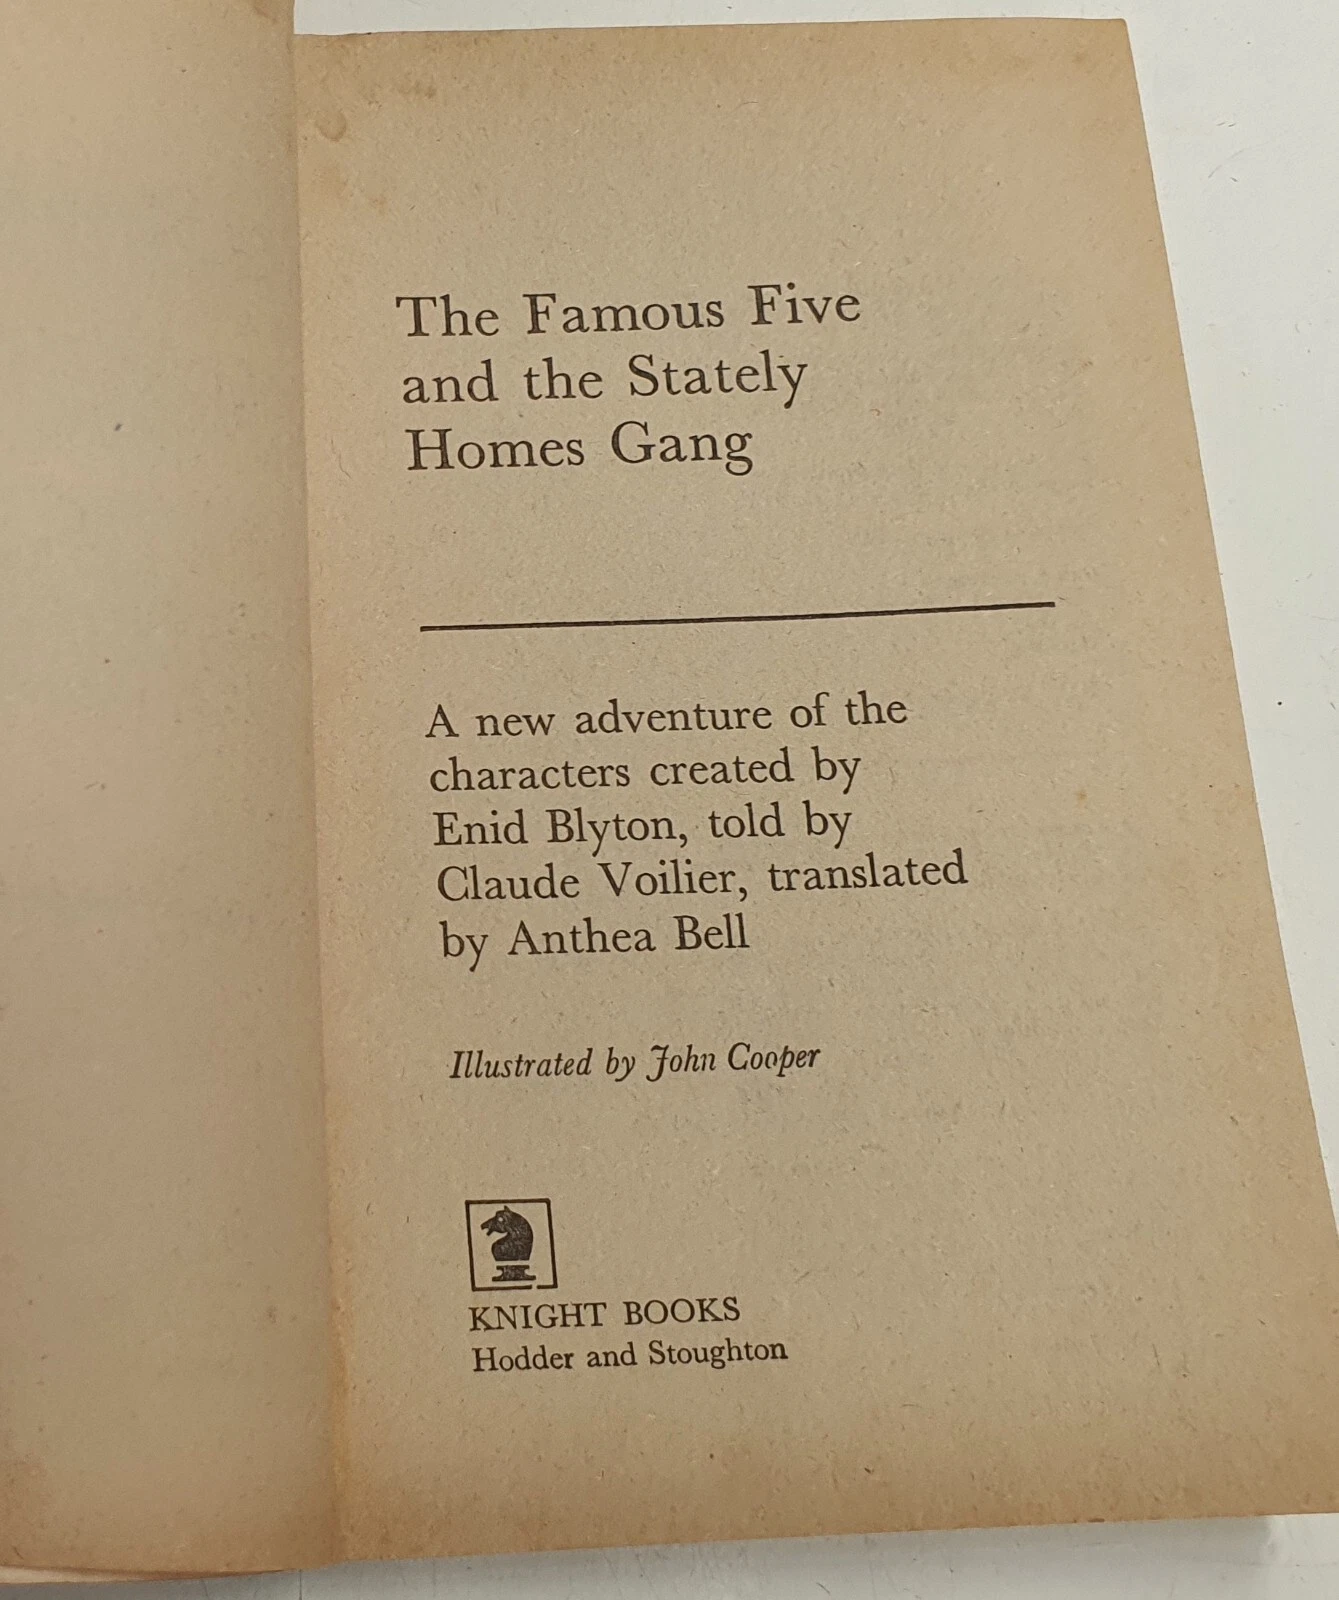 The Famous Five
and the Stately
Homes Gang
A new adventure of the
characters created by
Enid Blyton, told by
Claude Voilier, translated
by Anthea Bell
Illustrated by John Cooper
KNIGHT BOOKS
Hodder and Stoughton